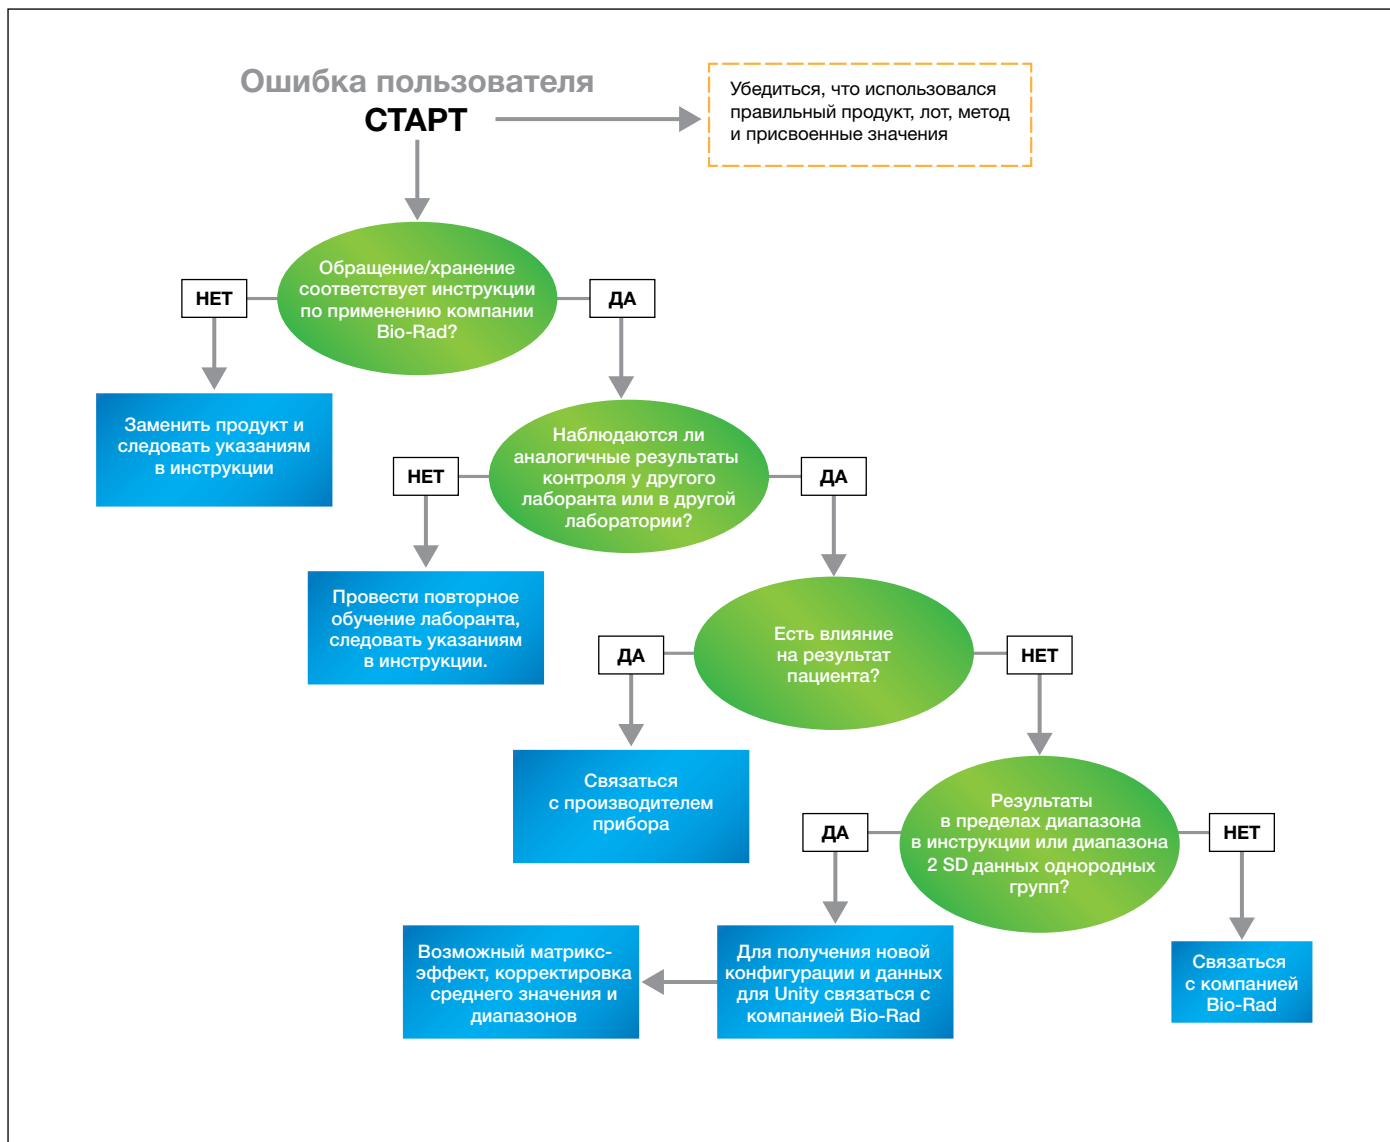 Ошибка пользователя
СТАРТ
Убедиться, что использовался
правильный продукт, лот, метод
и присвоенные значения
Обращение/хранение
соответствует инструкции
по применению компании
Bio-Rad?
НЕТ
ДА
Заменить продукт и
следовать указаниям
в инструкции
Наблюдаются ли
аналогичные результаты
контроля у другого
лаборанта или в другой
лаборатории?
НЕТ
ДА
Провести повторное
обучение лаборанта,
следовать указаниям
в инструкции.
Есть влияние
на результат
пациента?
ДА
НЕТ
Связаться
с производителем
прибора
Результаты
в пределах диапазона
в инструкции или диапазона
2 SD данных однородных
групп?
ДА
НЕТ
Возможный матрикс-
эффект, корректировка
среднего значения и
диапазонов
Для получения новой
конфигурации и данных
для Unity связаться с
компанией Bio-Rad
Связаться
с компанией
Bio-Rad